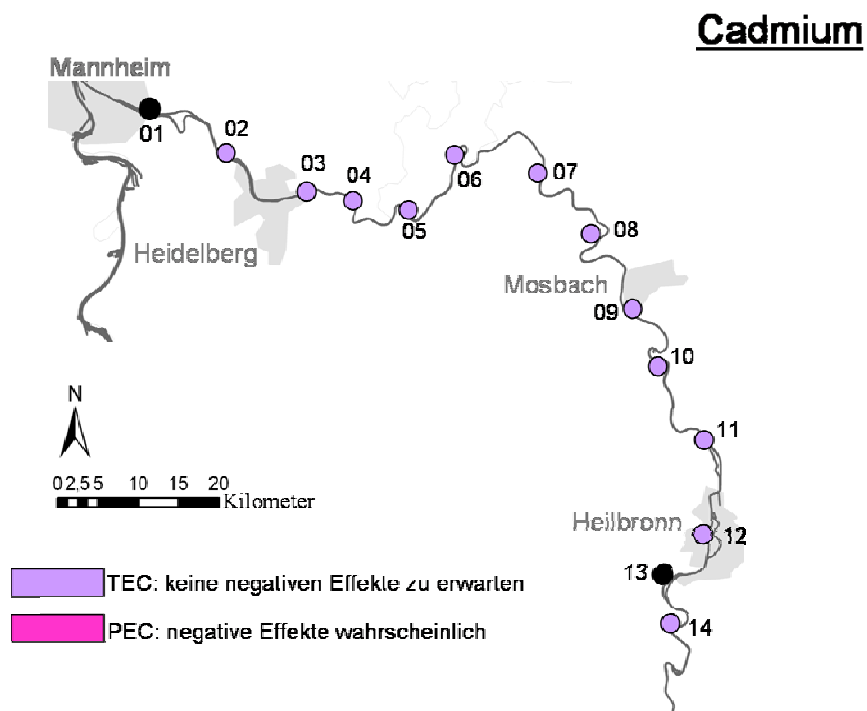 Cadmium
Mannheim
01
02
03
04
05
06
07
08
Heidelberg
Mosbach
09
10
N
11
0 2,5 5 10 15 20
Kilometer
Heilbronn
12
13
TEC: keine negativen Effekte zu erwarten
PEC: negative Effekte wahrscheinlich
14